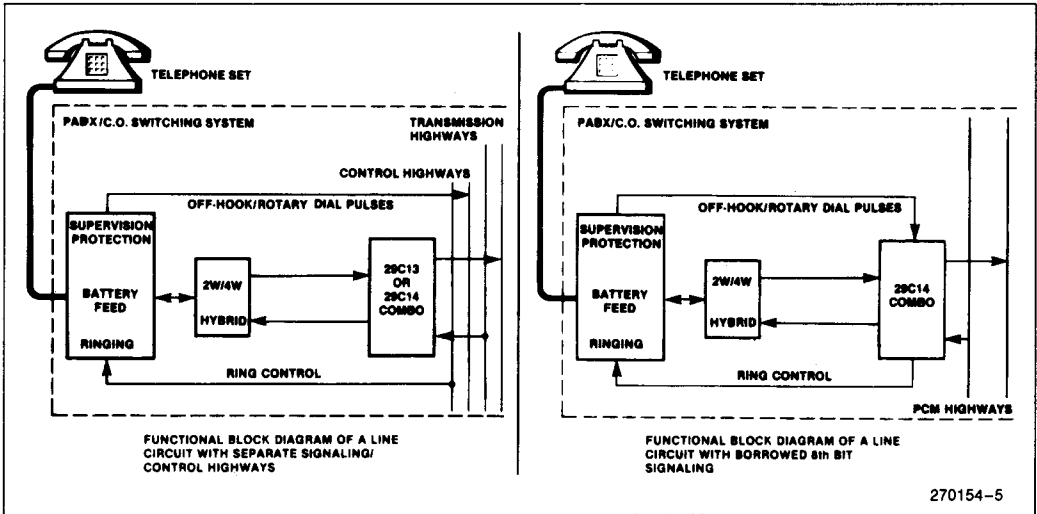 TELEPHONE SET
PABX/C.O. SWITCHING SYSTEM
TRANSMISSION
HIGHWAYS
CONTROL HIGHWAYS
OFF-HOOK/ROTARY DIAL PULSES
SUPERVISION
PROTECTION
BATTERY
FEED
RINGING
2W/4W
HYBRID
29C13
OR
29C14
COMBO
RING CONTROL
FUNCTIONAL BLOCK DIAGRAM OF A LINE
CIRCUIT WITH SEPARATE SIGNALING/
CONTROL HIGHWAYS
TELEPHONE SET
PABX/C.O. SWITCHING SYSTEM
OFF-HOOK/ROTARY DIAL PULSES
SUPERVISION
PROTECTION
BATTERY
FEED
RINGING
2W/4W
HYBRID
29C14
COMBO
RING CONTROL
PCM HIGHWAYS
FUNCTIONAL BLOCK DIAGRAM OF A LINE
CIRCUIT WITH BORROWED 8th BIT
SIGNALING
270154-5